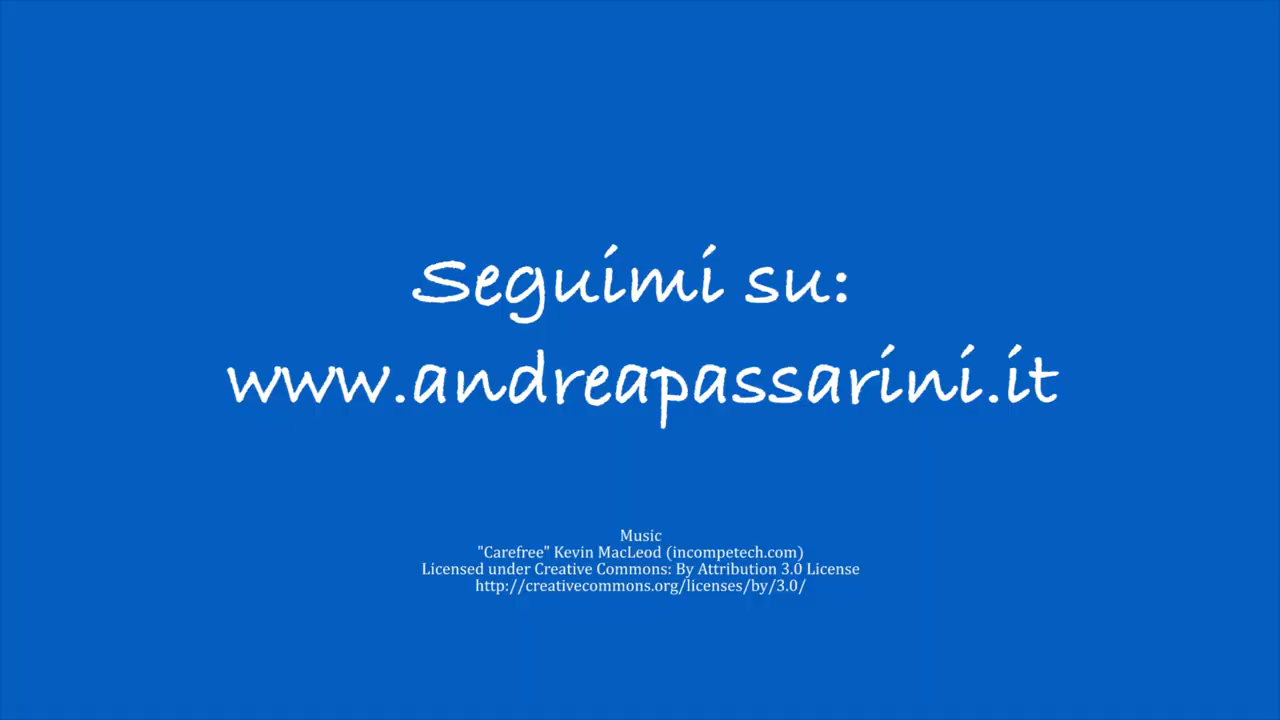 Seguimi su:
www.andreapassarini.it
Music
"Carefree" Kevin MacLeod (incompetech.com)
Licensed under Creative Commons: By Attribution 3.0 License
http://creativecommons.org/licenses/by/3.0/